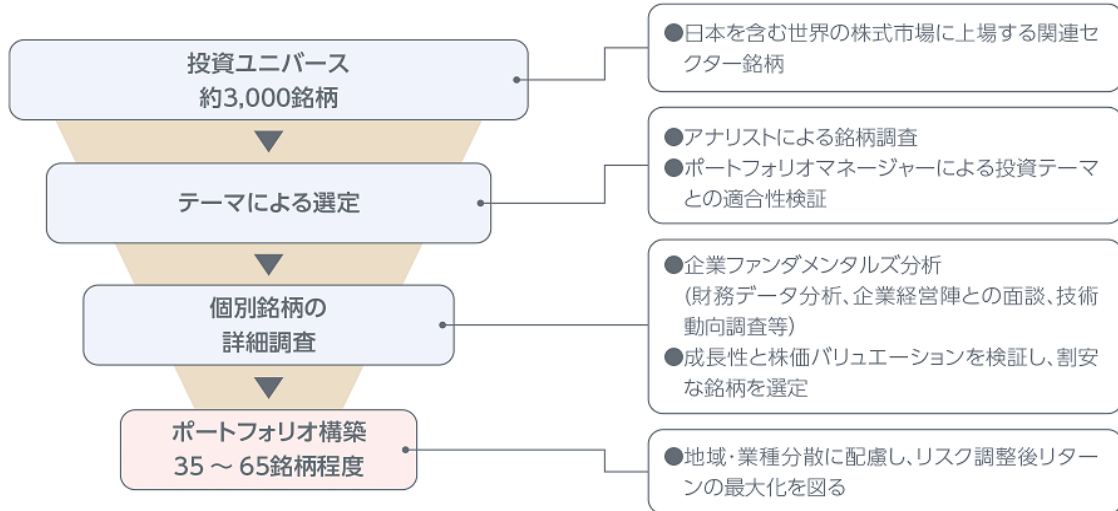 投資ユニバース
約3,000銘柄
●日本を含む世界の株式市場に上場する関連セ
クター銘柄
テーマによる選定
●アナリストによる銘柄調査
●ポートフォリオマネージャーによる投資テーマ
との適合性検証
個別銘柄の
詳細調査
●企業ファンダメンタルズ分析
(財務データ分析、企業経営陣との面談、技術
動向調査等)
●成長性と株価バリュエーションを検証し、割安
な銘柄を選定
ポートフォリオ構築
35 ～ 65銘柄程度
●地域・業種分散に配慮し、リスク調整後リター
ンの最大化を図る